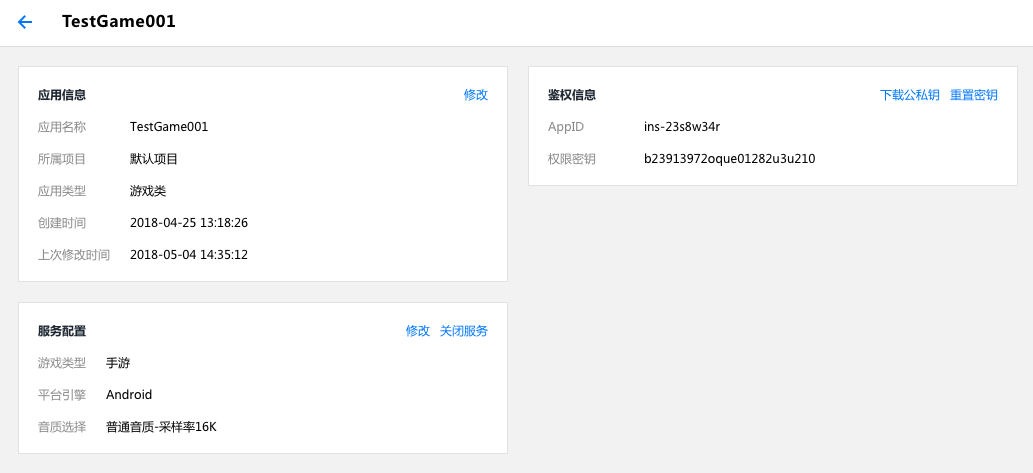 TestGame001
应用信息 修改
应用名称 TestGame001
所属项目 默认项目
应用类型 游戏类
创建时间 2018-04-25 13:18:26
上次修改时间 2018-05-04 14:35:12
鉴权信息 下载公私钥 重置密钥
AppID ins-23s8w34r
权限密钥 b23913972oque01282u3u210
服务配置 修改 关闭服务
游戏类型 手游
平台引擎 Android
音质选择 普通音质-采样率16K